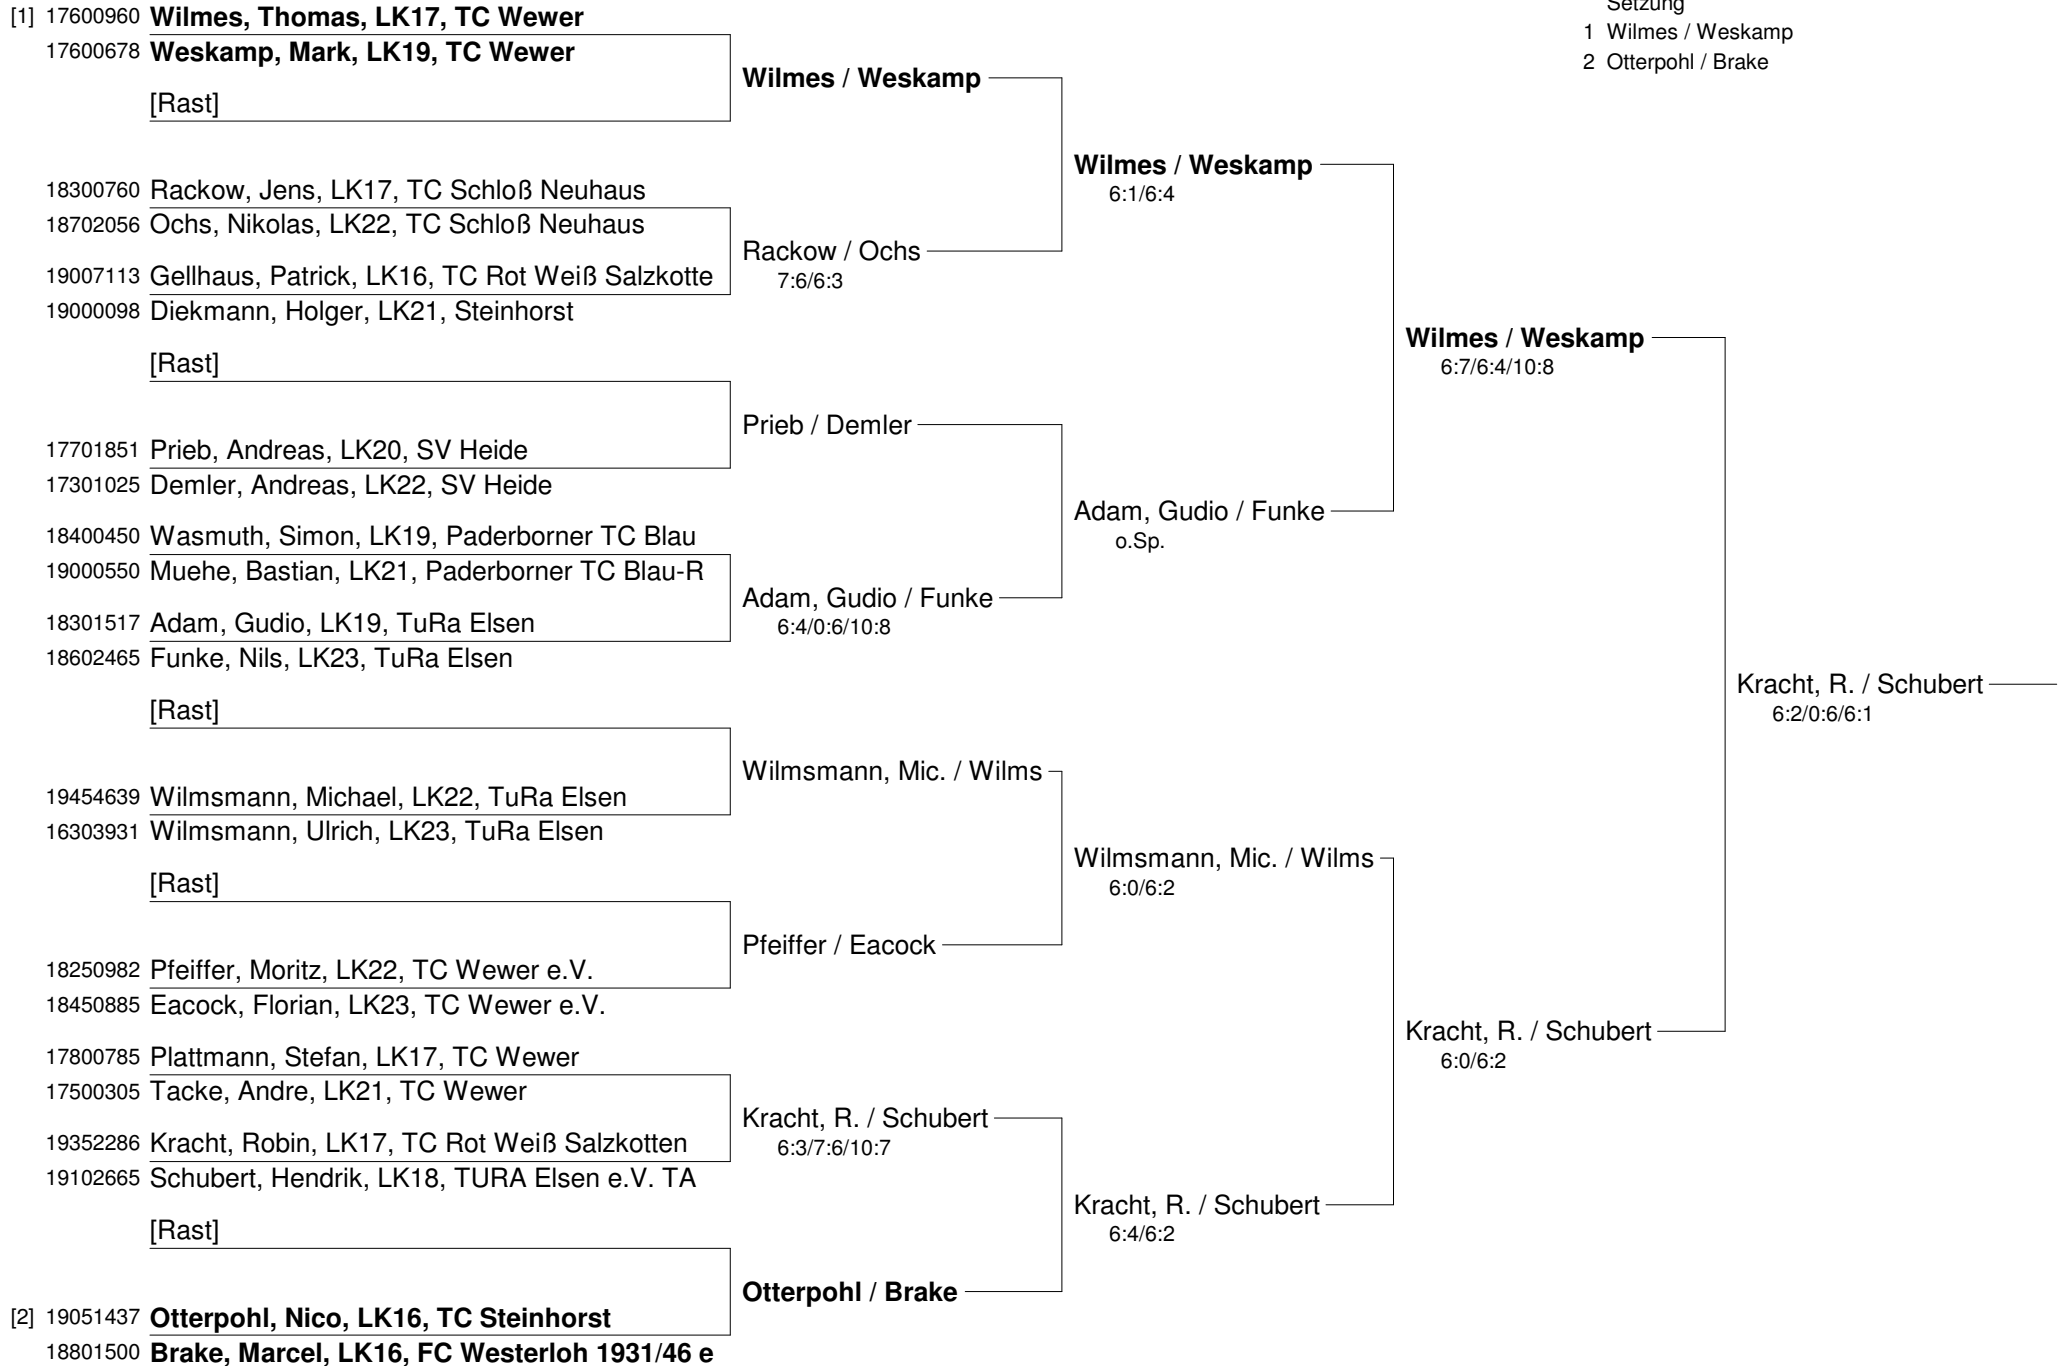 Setzung
1 Wilmes / Weskamp
2 Otterpohl / Brake
[1] 17600960 Wilmes, Thomas, LK17, TC Wewer
17600678 Weskamp, Mark, LK19, TC Wewer
Wilmes / Weskamp
[Rast]
Wilmes / Weskamp
6:1/6:4
18300760 Rackow, Jens, LK17, TC Schloß Neuhaus
18702056 Ochs, Nikolas, LK22, TC Schloß Neuhaus
Rackow / Ochs
7:6/6:3
19007113 Gellhaus, Patrick, LK16, TC Rot Weiß Salzkotte
19000098 Diekmann, Holger, LK21, Steinhorst
Wilmes / Weskamp
6:7/6:4/10:8
[Rast]
Prieb / Demler
17701851 Prieb, Andreas, LK20, SV Heide
17301025 Demler, Andreas, LK22, SV Heide
Adam, Gudio / Funke
o.Sp.
18400450 Wasmuth, Simon, LK19, Paderborner TC Blau
19000550 Muehe, Bastian, LK21, Paderborner TC Blau-R
Adam, Gudio / Funke
6:4/0:6/10:8
18301517 Adam, Gudio, LK19, TuRa Elsen
18602465 Funke, Nils, LK23, TuRa Elsen
Kracht, R. / Schubert
6:2/0:6/6:1
[Rast]
Wilmsmann, Mic. / Wilms
19454639 Wilmsmann, Michael, LK22, TuRa Elsen
16303931 Wilmsmann, Ulrich, LK23, TuRa Elsen
Wilmsmann, Mic. / Wilms
6:0/6:2
[Rast]
Pfeiffer / Eacock
18250982 Pfeiffer, Moritz, LK22, TC Wewer e.V.
18450885 Eacock, Florian, LK23, TC Wewer e.V.
Kracht, R. / Schubert
6:0/6:2
17800785 Plattmann, Stefan, LK17, TC Wewer
17500305 Tacke, Andre, LK21, TC Wewer
Kracht, R. / Schubert
6:3/7:6/10:7
19352286 Kracht, Robin, LK17, TC Rot Weiß Salzkotten
19102665 Schubert, Hendrik, LK18, TURA Elsen e.V. TA
Kracht, R. / Schubert
6:4/6:2
[Rast]
Otterpohl / Brake
[2] 19051437 Otterpohl, Nico, LK16, TC Steinhorst
18801500 Brake, Marcel, LK16, FC Westerloh 1931/46 e